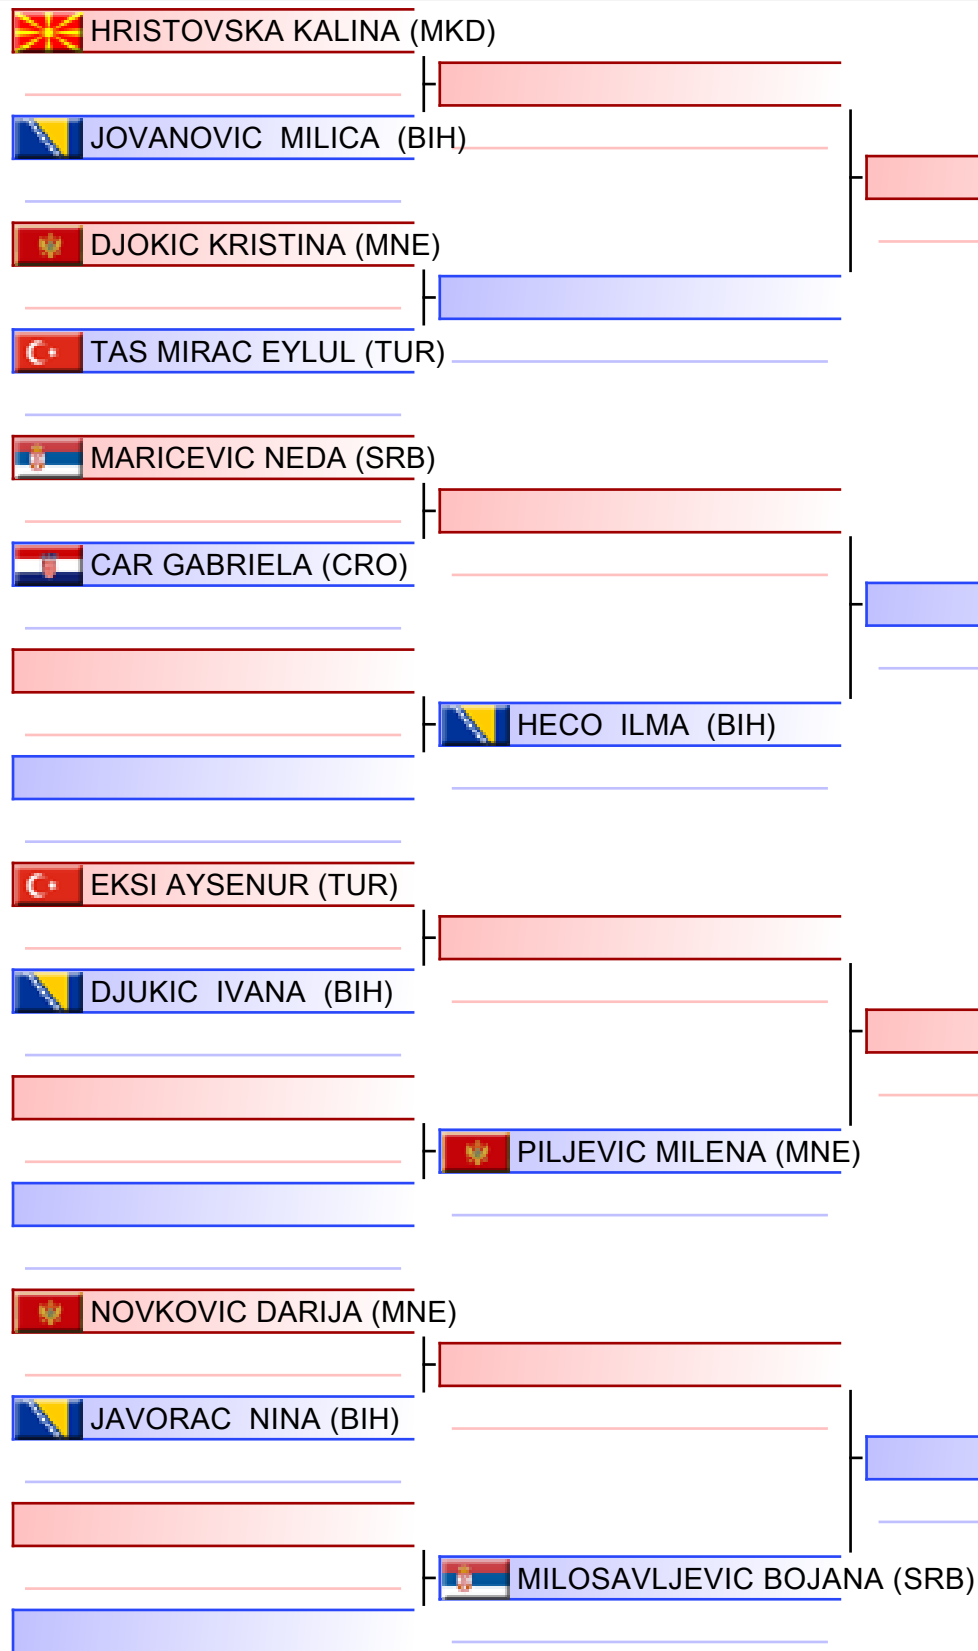 HRISTOVSKA KALINA (MKD)
JOVANOVIC  MILICA  (BIH)
DJOKIC KRISTINA (MNE)
TAS MIRAC EYLUL (TUR)
MARICEVIC NEDA (SRB)
CAR GABRIELA (CRO)
HECO  ILMA  (BIH)
EKSI AYSENUR (TUR)
DJUKIC  IVANA  (BIH)
PILJEVIC MILENA (MNE)
NOVKOVIC DARIJA (MNE)
JAVORAC  NINA (BIH)
MILOSAVLJEVIC BOJANA (SRB)